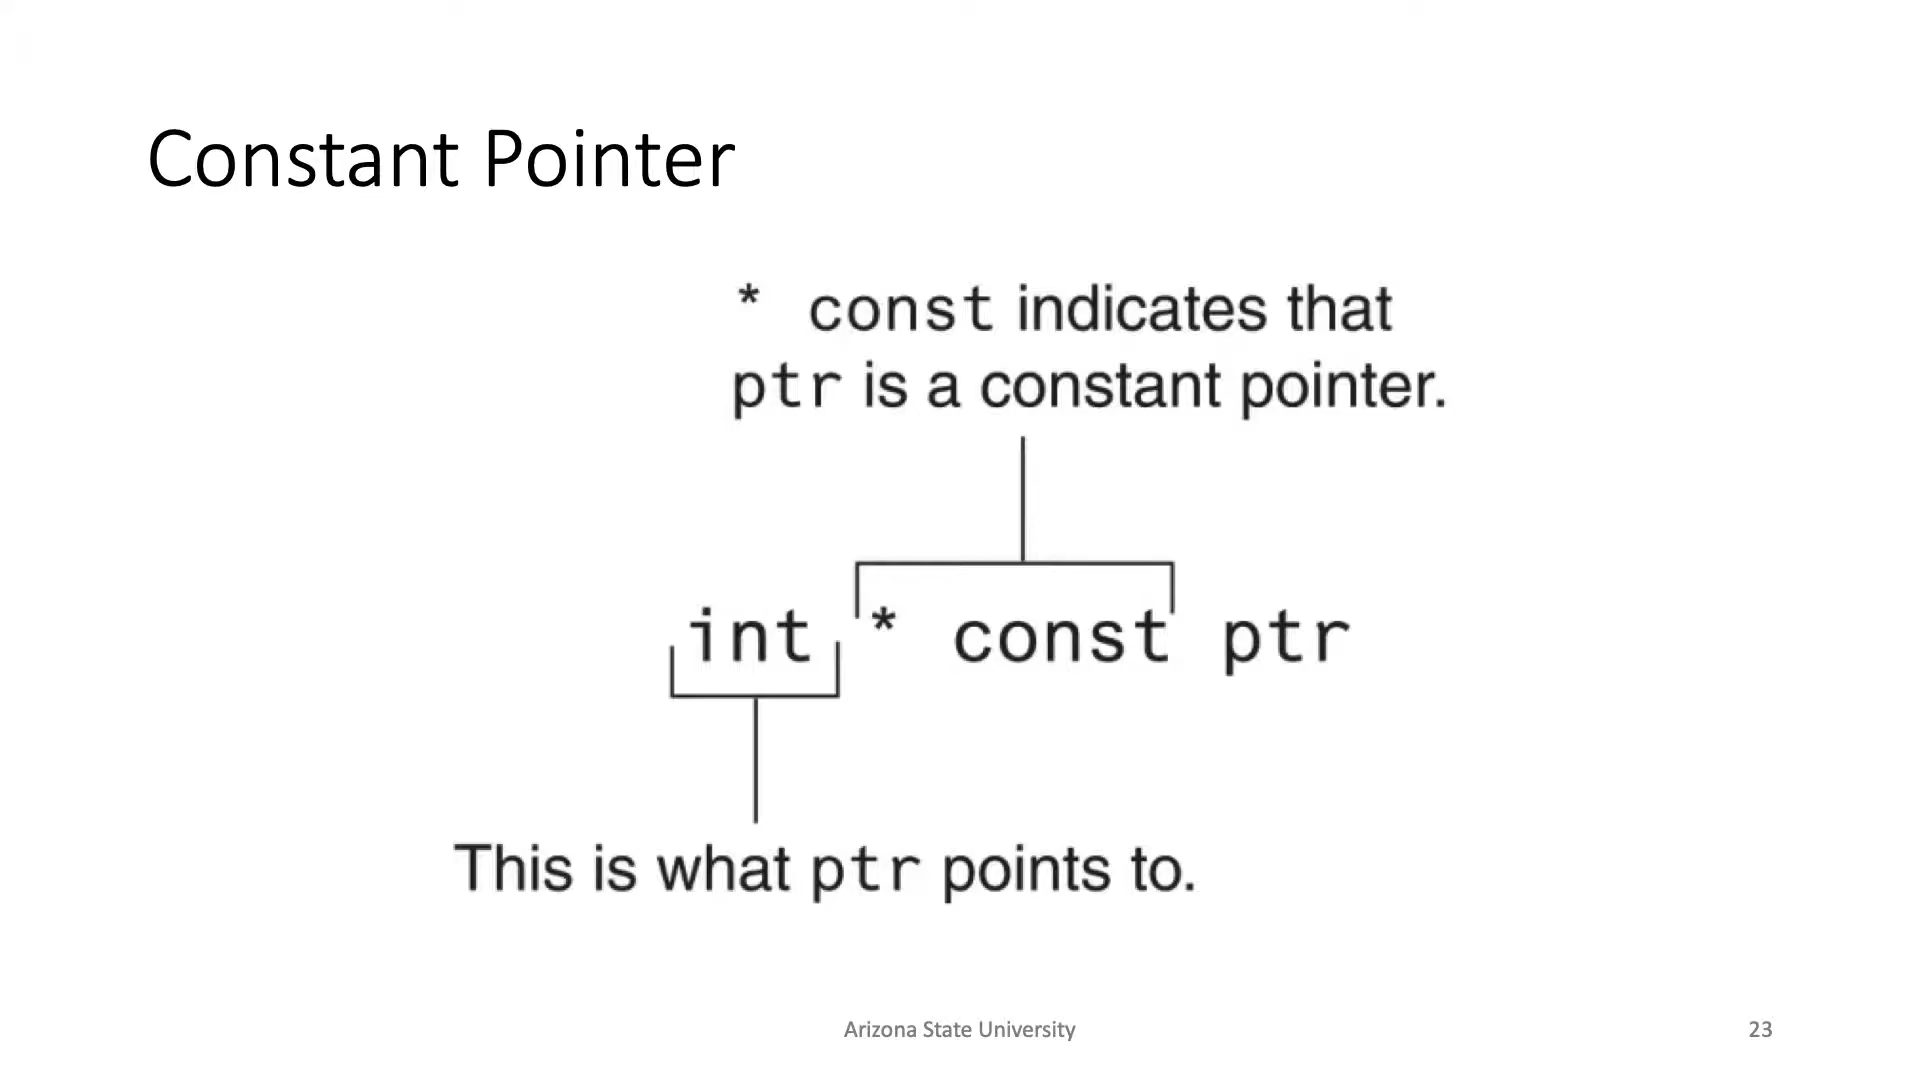 Constant Pointer
* const indicates that
ptr is a constant pointer.
int * const ptr
This is what ptr points to.
Arizona State University
23